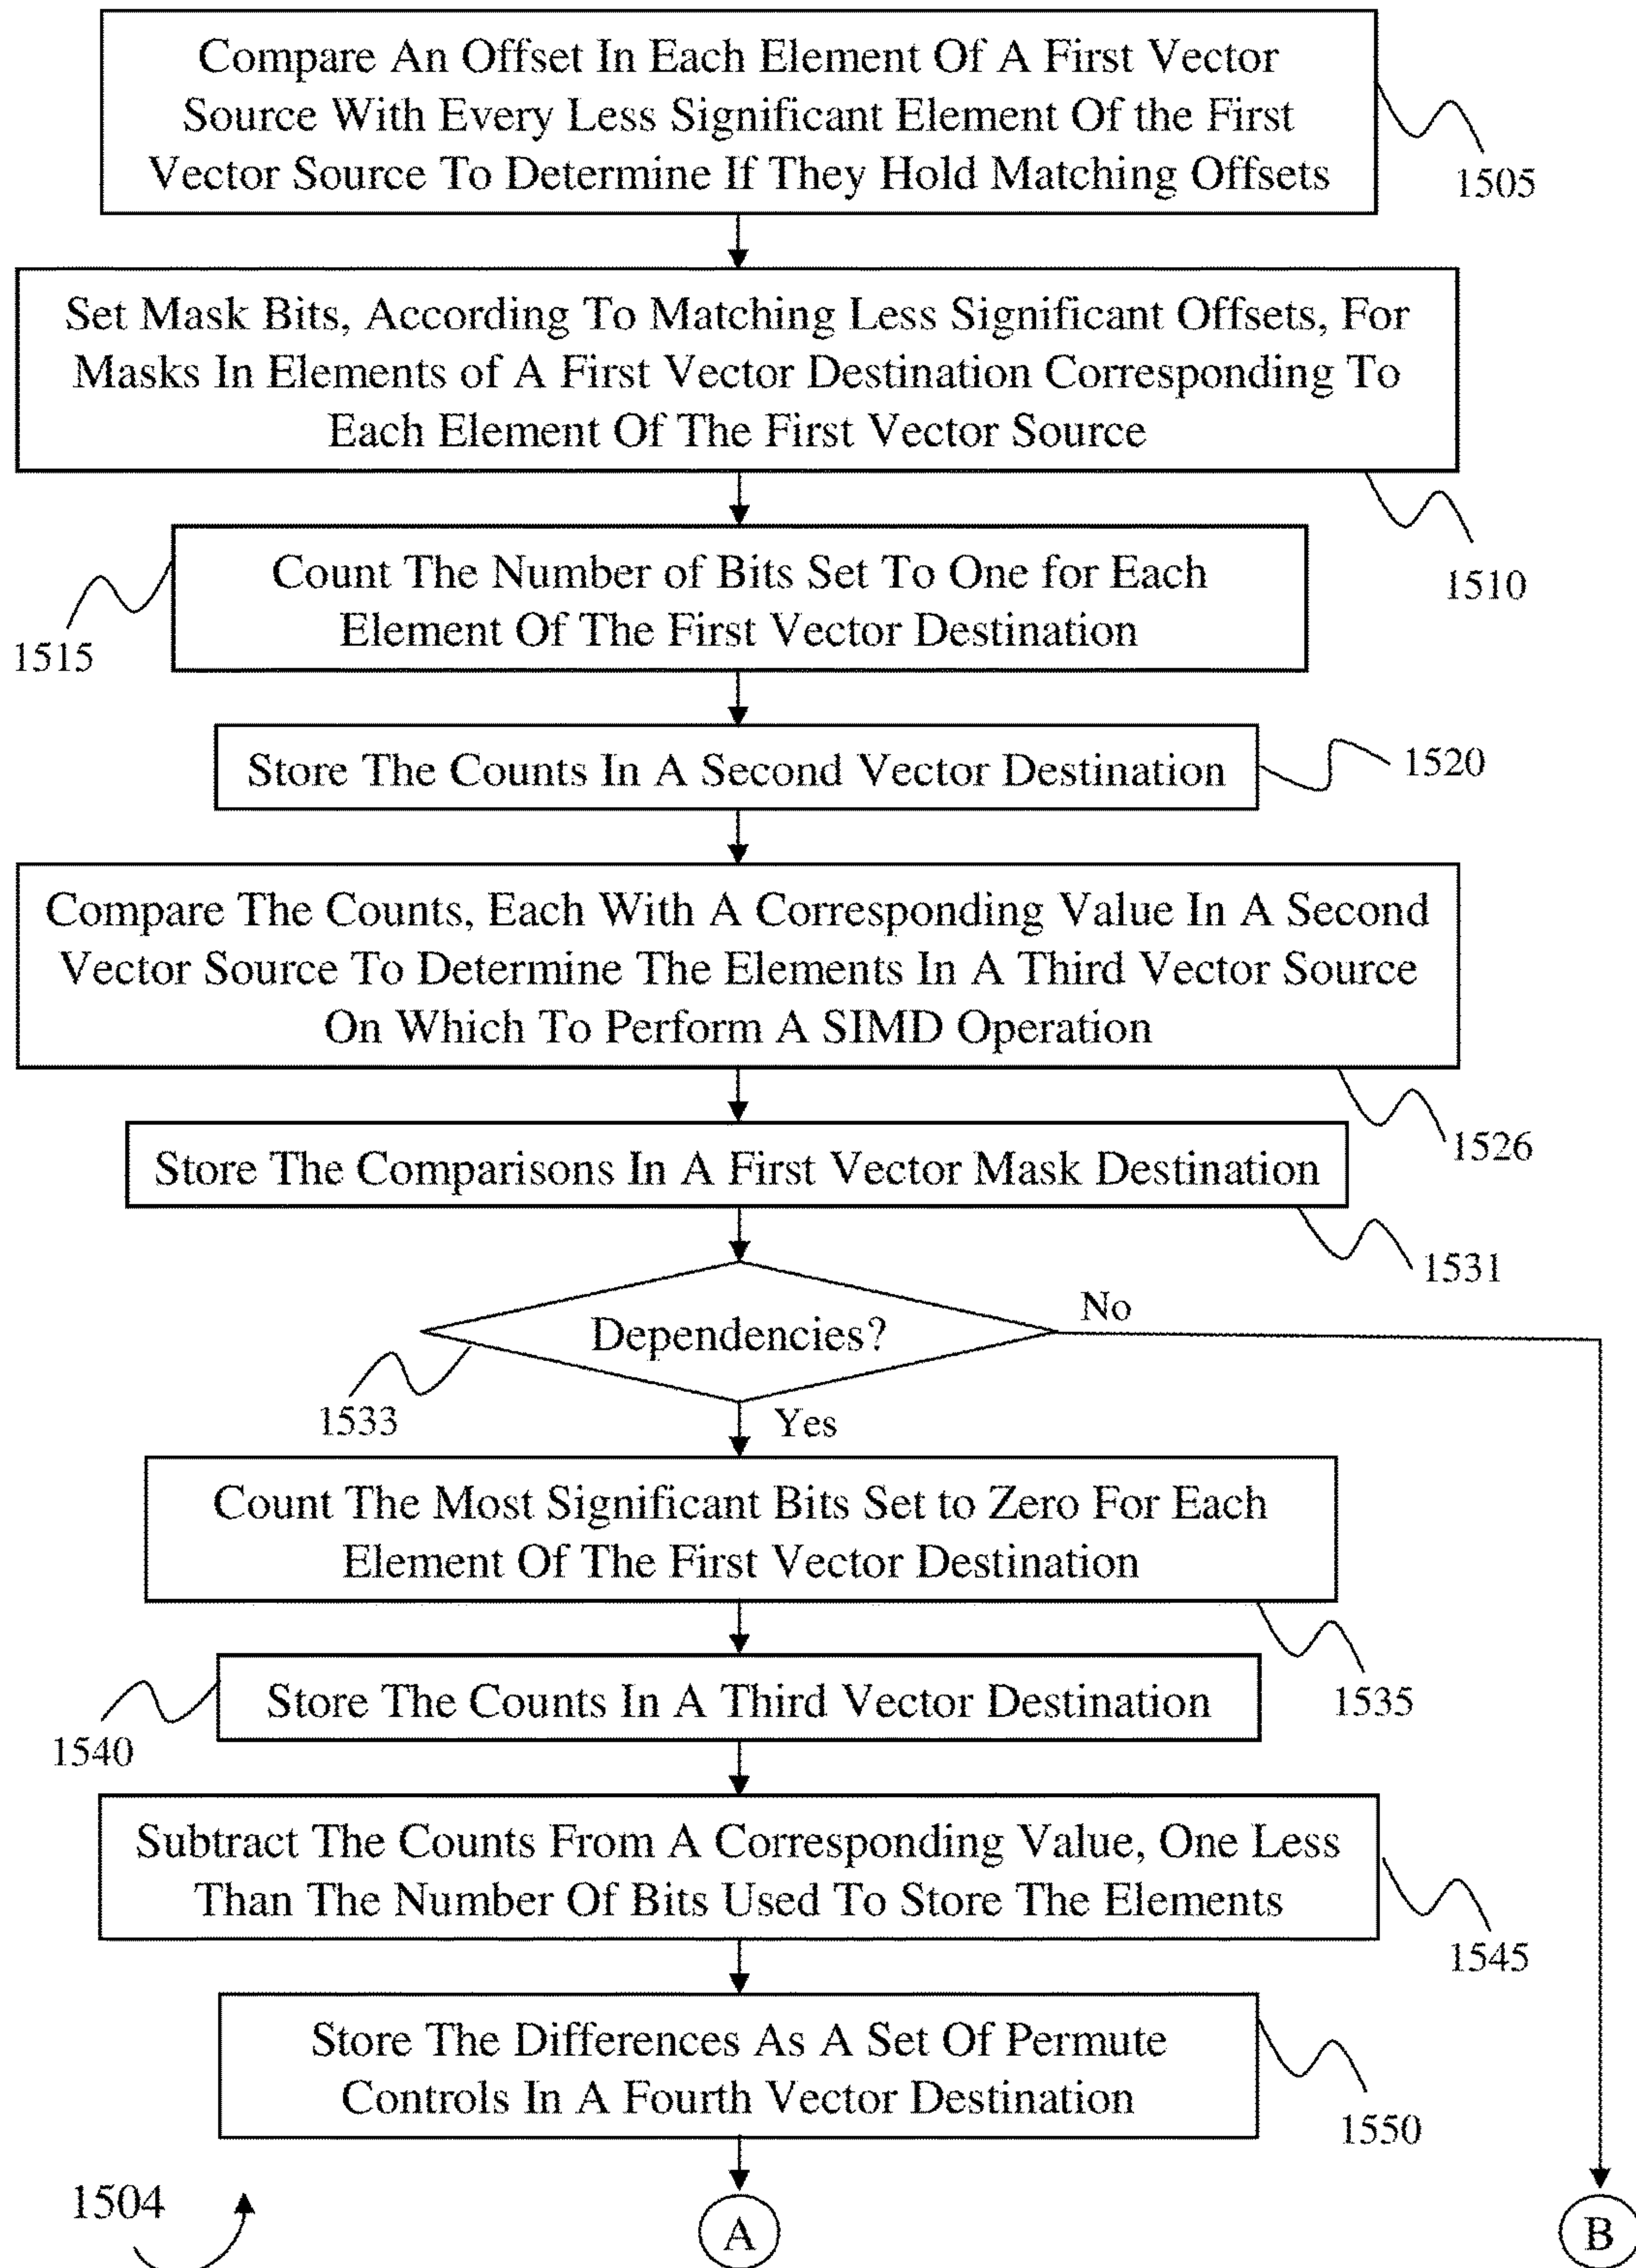 Compare An Offset In Each Element Of A First Vector
Source With Every Less Significant Element Of the First
Vector Source To Determine If They Hold Matching Offsets
1505
Set Mask Bits, According To Matching Less Significant Offsets, For
Masks In Elements of A First Vector Destination Corresponding To
Each Element Of The First Vector Source
1510
Count The Number of Bits Set To One for Each
Element Of The First Vector Destination
1515
Store The Counts In A Second Vector Destination
1520
Compare The Counts, Each With A Corresponding Value In A Second
Vector Source To Determine The Elements In A Third Vector Source
On Which To Perform A SIMD Operation
1526
Store The Comparisons In A First Vector Mask Destination
1531
Dependencies?
No
1533
Yes
Count The Most Significant Bits Set to Zero For Each
Element Of The First Vector Destination
1535
Store The Counts In A Third Vector Destination
1540
Subtract The Counts From A Corresponding Value, One Less
Than The Number Of Bits Used To Store The Elements
1545
Store The Differences As A Set Of Permute
Controls In A Fourth Vector Destination
1550
1504
A
B